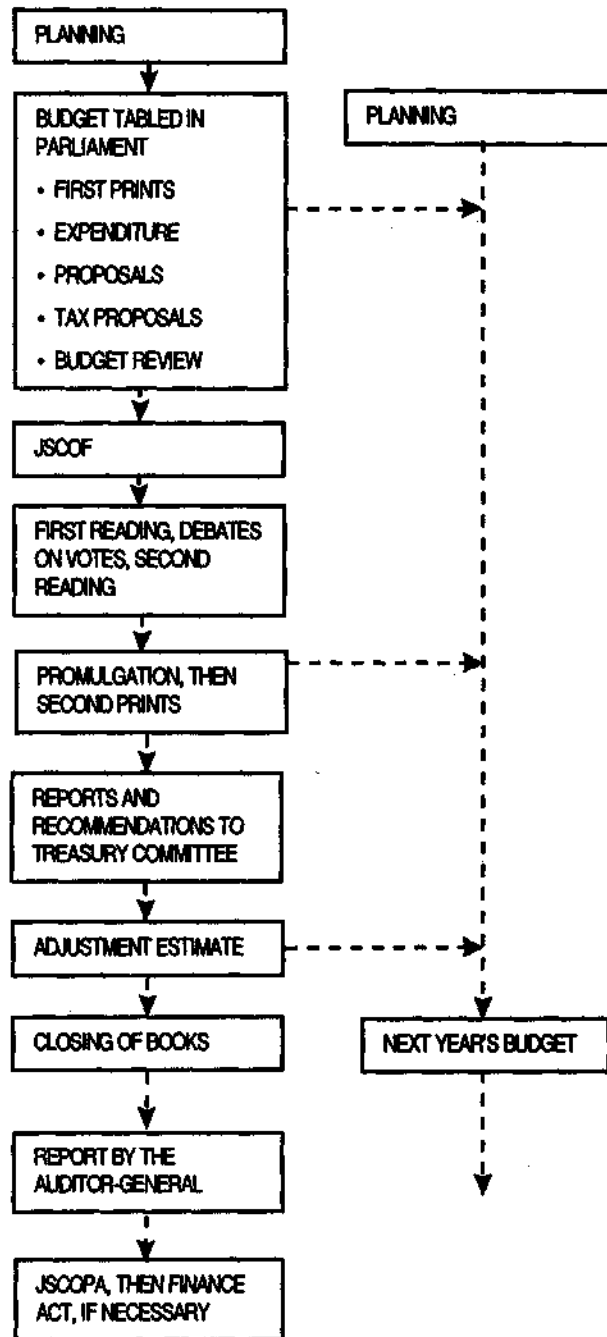 PLANNING
BUDGET TABLED IN
PARLIAMENT
• FIRST PRINTS
• EXPENDITURE
• PROPOSALS
• TAX PROPOSALS
• BUDGET REVIEW
JSCOF
FIRST READING, DEBATES
ON VOTES, SECOND
READING
PROMULGATION, THEN
SECOND PRINTS
REPORTS AND
RECOMMENDATIONS TO
TREASURY COMMITTEE
ADJUSTMENT ESTIMATE
CLOSING OF BOOKS
REPORT BY THE
AUDITOR-GENERAL
JSCOPA, THEN FINANCE
ACT, IF NECESSARY
PLANNING
NEXT YEAR'S BUDGET